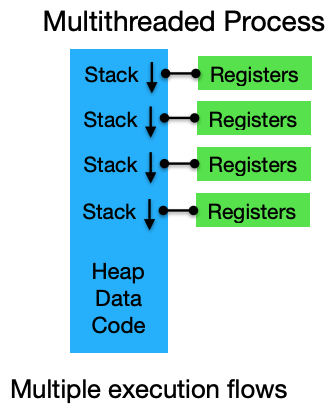 Multithreaded Process
Stack Registers
Stack Registers
Stack Registers
Stack Registers
Heap
Data
Code
Multiple execution flows